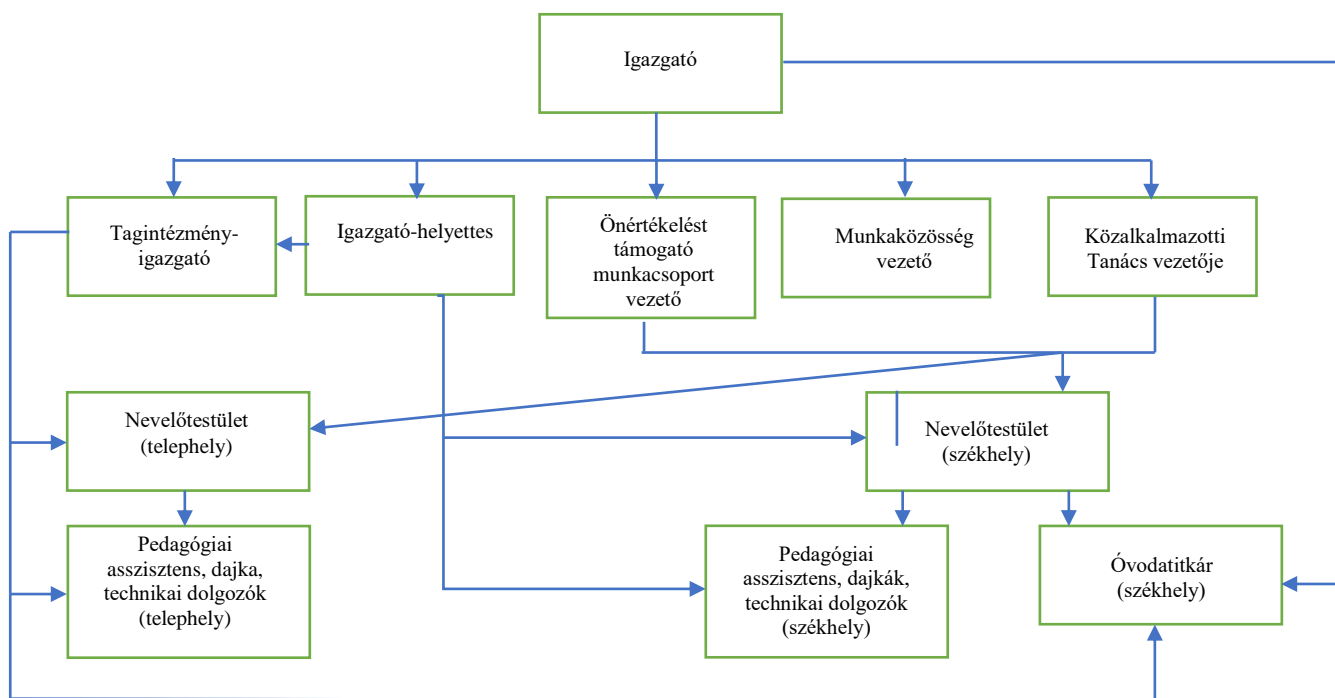 Igazgató
Tagintézmény-
igazgató
Igazgató-helyettes
Önértékelést
támogató
munkacsoport
vezető
Munkaközösség
vezető
Közalkalmazotti
Tanács vezetője
Nevelőtestület
(telephely)
Nevelőtestület
(székhely)
Pedagógiai
asszisztens, dajka,
technikai dolgozók
(telephely)
Pedagógiai
asszisztens, dajkák,
technikai dolgozók
(székhely)
Óvodatitkár
(székhely)